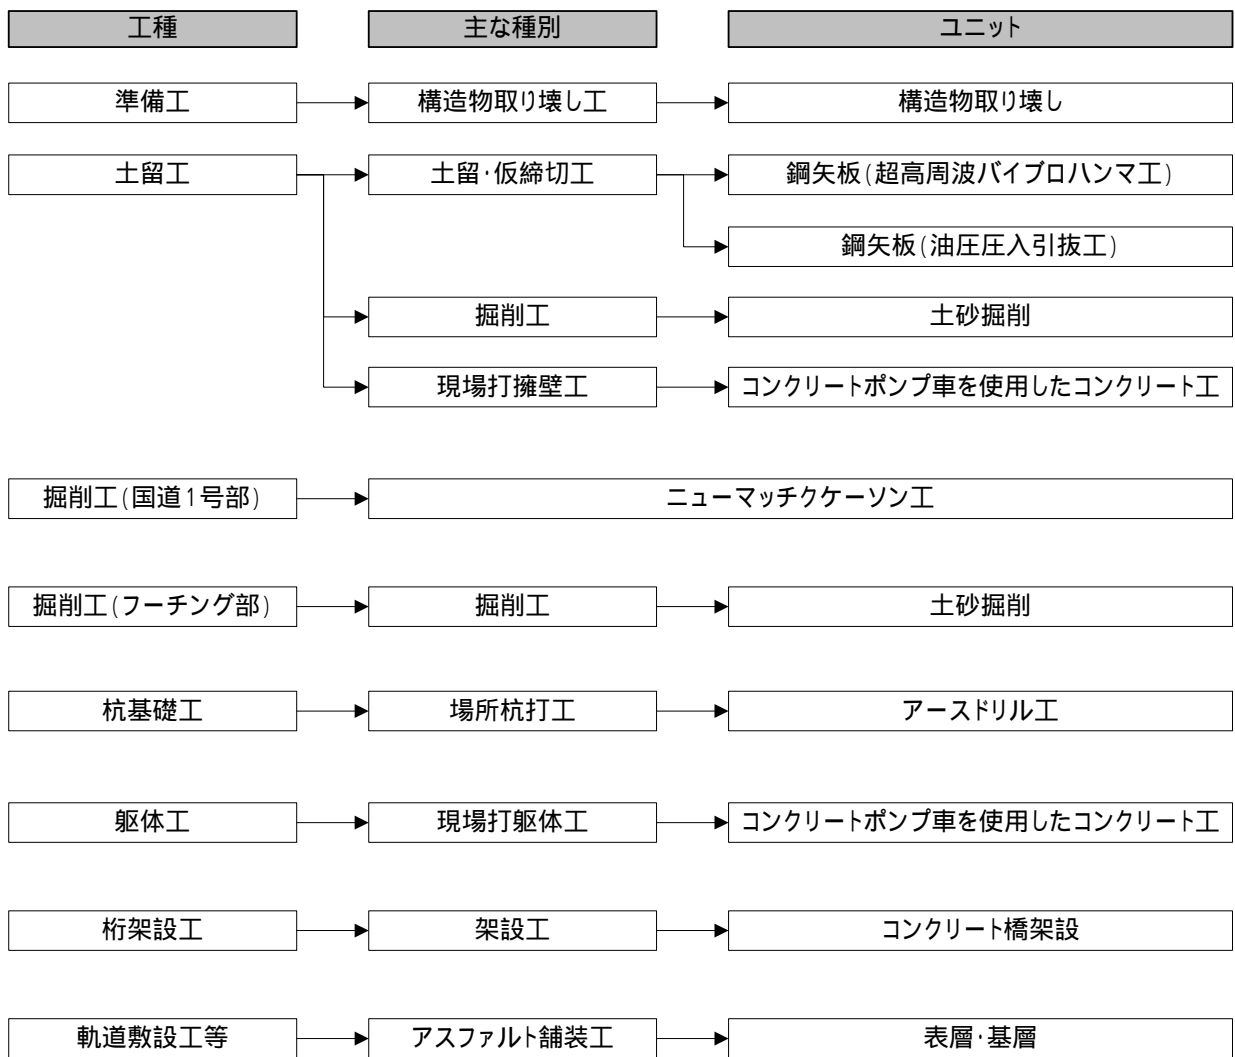 工種
主な種別
ユニット
準備工
構造物取り壊し工
構造物取り壊し
土留工
土留・仮締切工
鋼矢板(超高周波バイブロハンマ工)
鋼矢板(油圧圧入引抜工)
掘削工
土砂掘削
現場打擁壁工
コンクリートポンプ車を使用したコンクリート工
掘削工(国道1号部)
ニューマッチクケーソン工
掘削工(フーチング部)
掘削工
土砂掘削
杭基礎工
場所杭打工
アースドリル工
躯体工
現場打躯体工
コンクリートポンプ車を使用したコンクリート工
桁架設工
架設工
コンクリート橋架設
軌道敷設工等
アスファルト舗装工
表層・基層